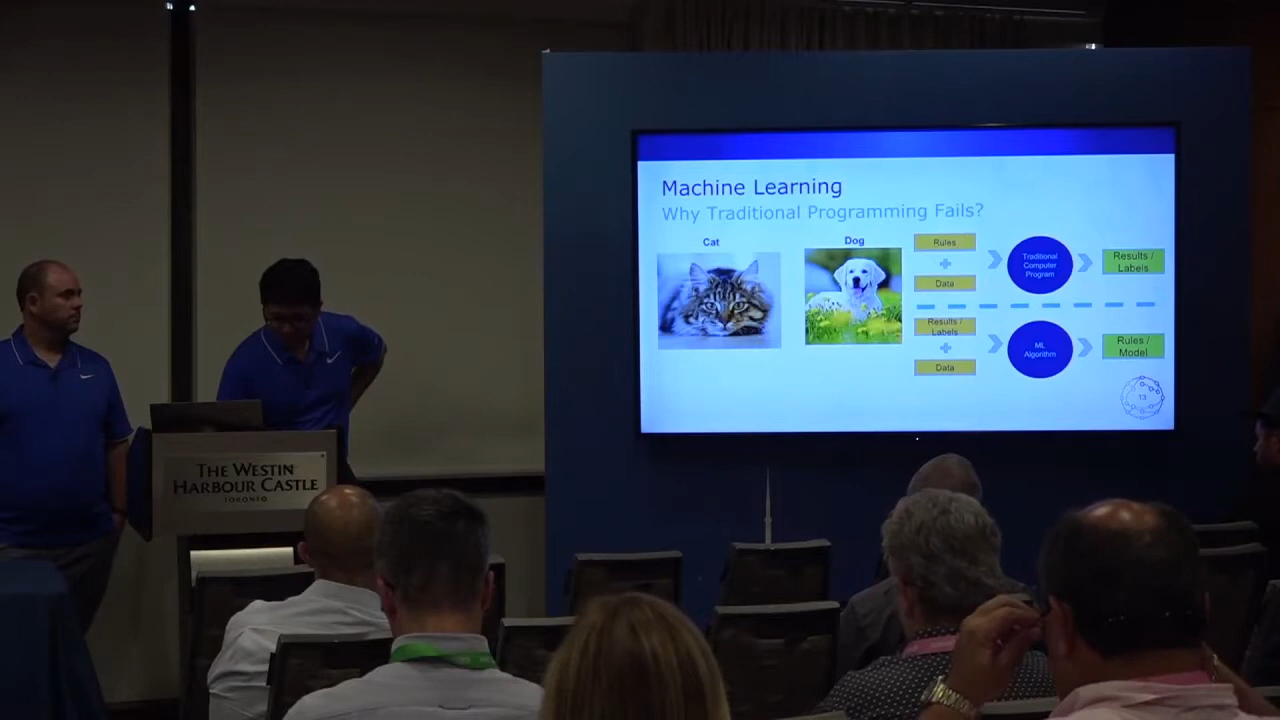 Machine Learning
Why Traditional Programming Fails?
Cat
Dog
Rules
Data
Traditional
Computer
Program
Results /
Labels
Results /
Labels
Data
ML
Algorithm
Rules /
Model
13
THE WESTIN
HARBOUR CASTLE
TORONTO